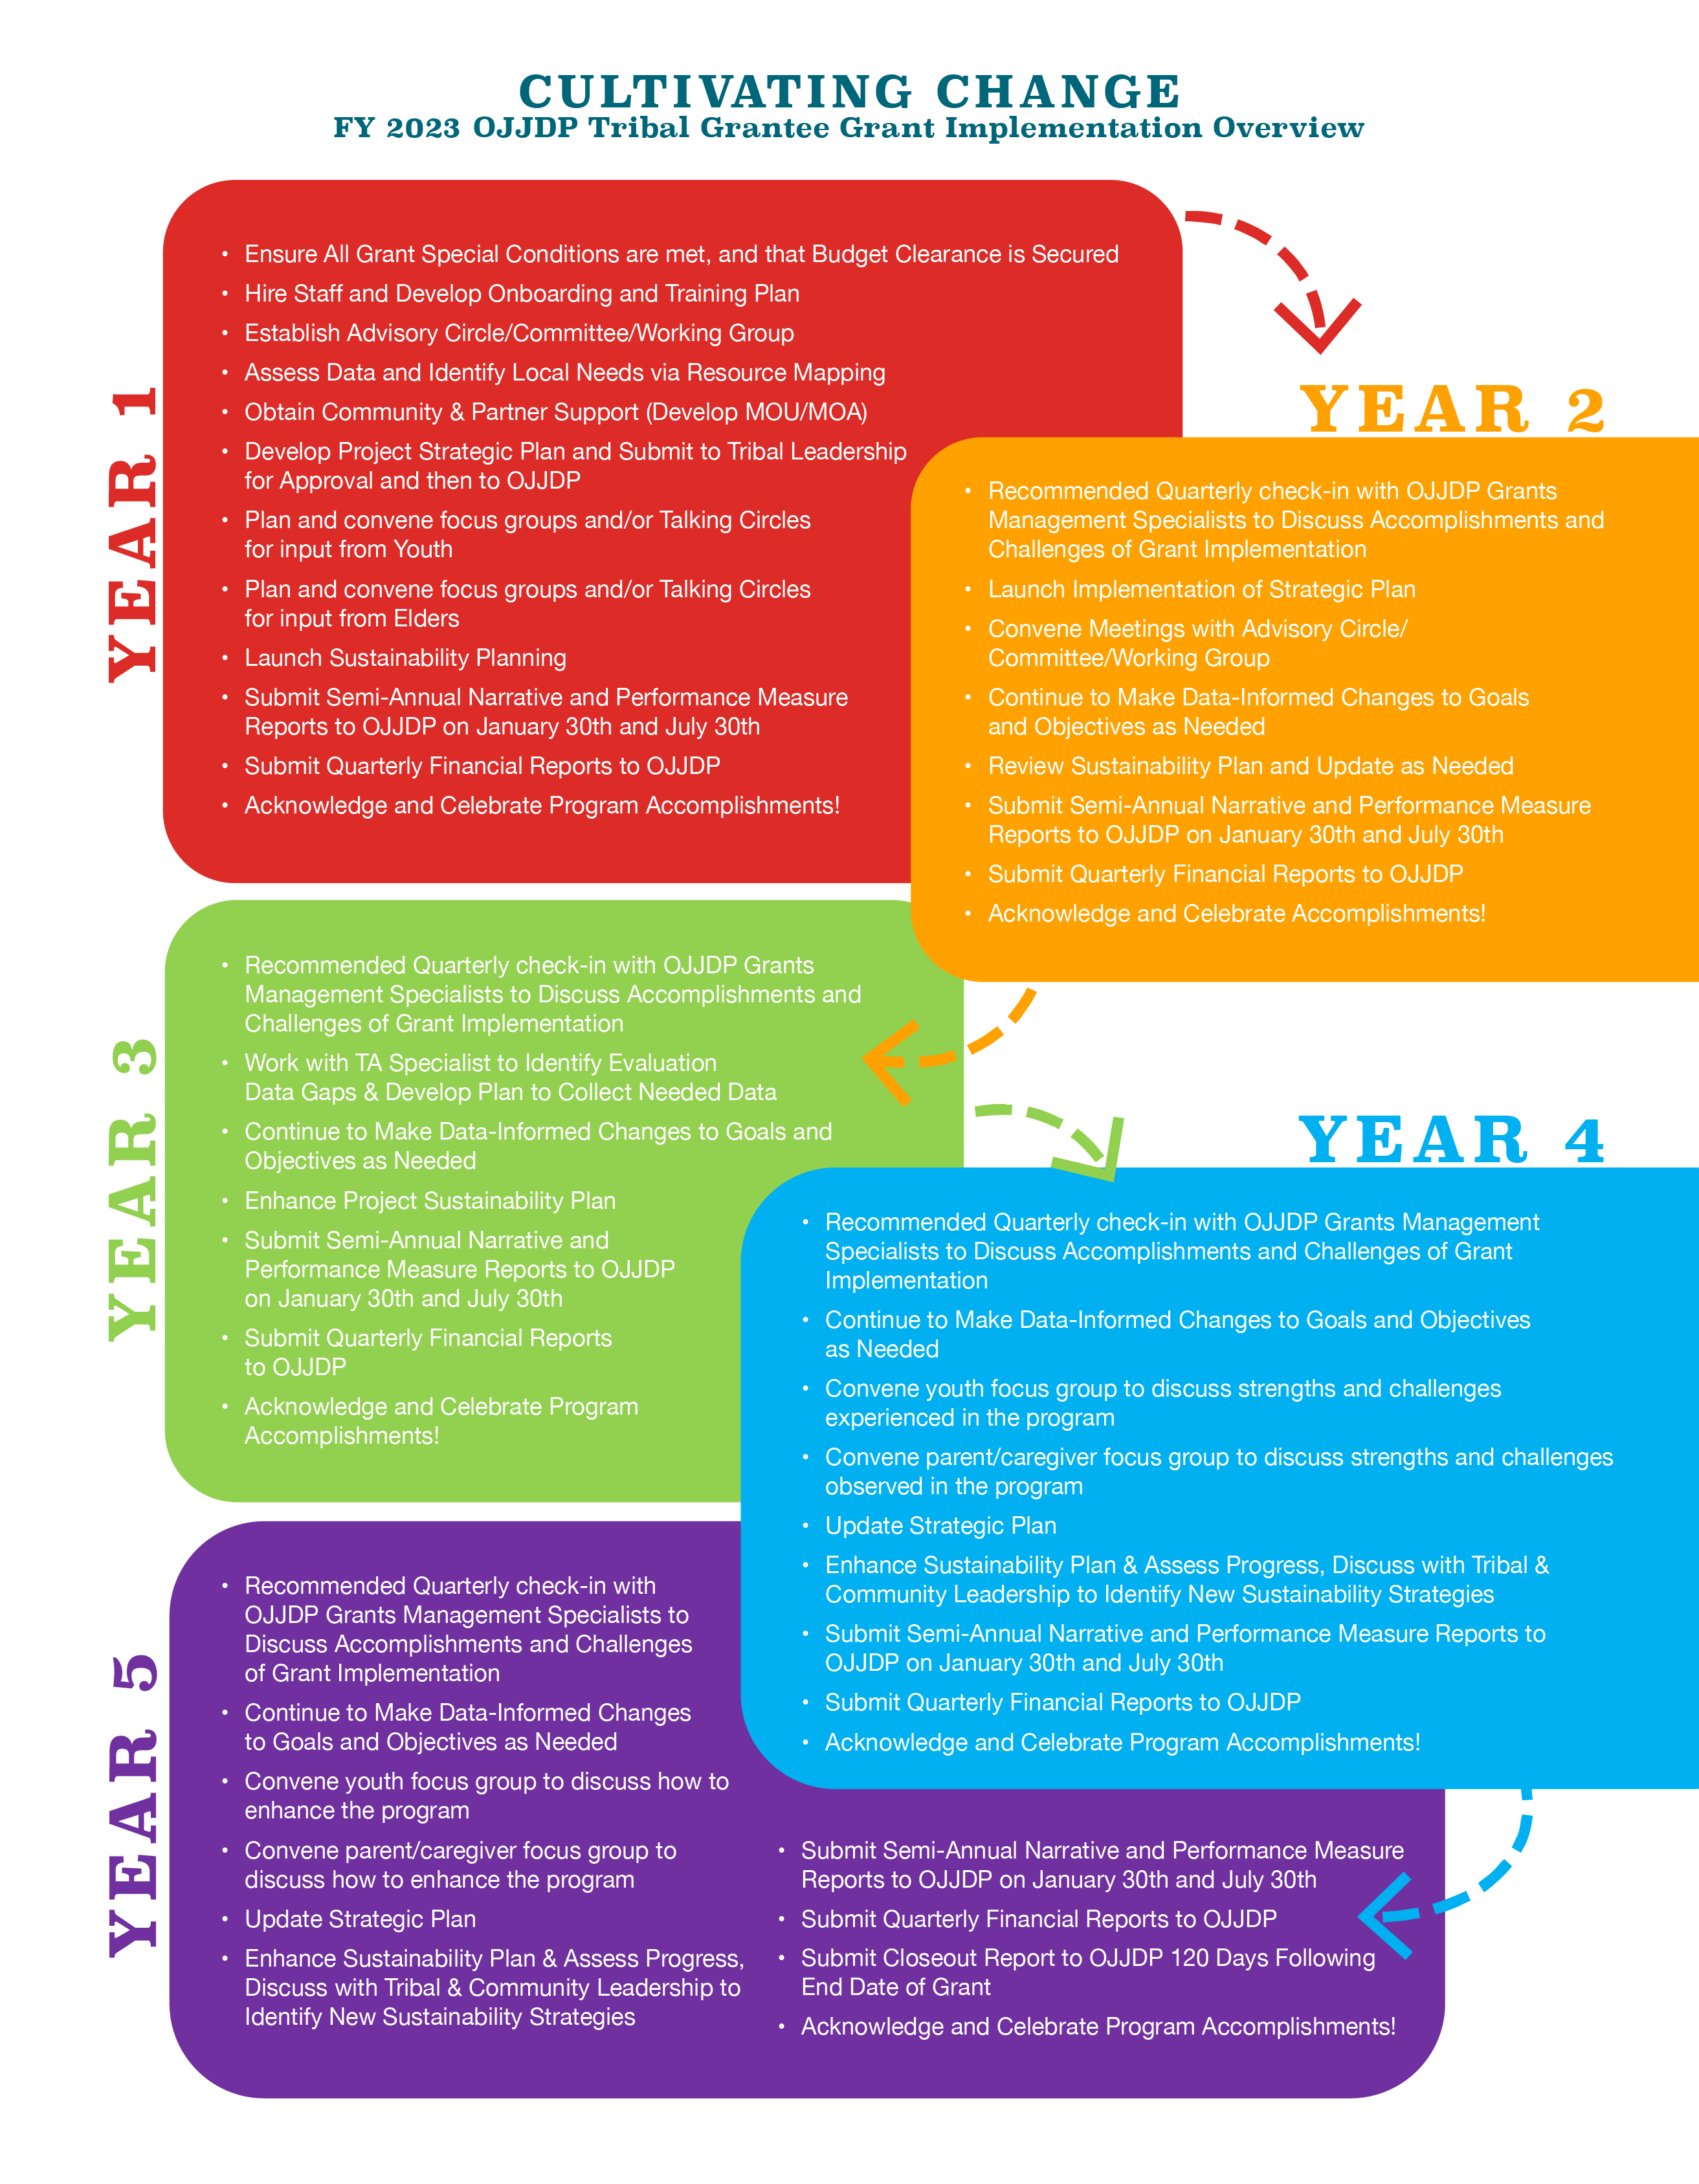 CULTIVATING CHANGE
FY 2023 OJJDP Tribal Grantee Grant Implementation Overview
YEAR 1
• Ensure All Grant Special Conditions are met, and that Budget Clearance is Secured
• Hire Staff and Develop Onboarding and Training Plan
• Establish Advisory Circle/Committee/Working Group
• Assess Data and Identify Local Needs via Resource Mapping
• Obtain Community & Partner Support (Develop MOU/MOA)
• Develop Project Strategic Plan and Submit to Tribal Leadership
for Approval and then to OJJDP
• Plan and convene focus groups and/or Talking Circles
for input from Youth
• Plan and convene focus groups and/or Talking Circles
for input from Elders
• Launch Sustainability Planning
• Submit Semi-Annual Narrative and Performance Measure
Reports to OJJDP on January 30th and July 30th
• Submit Quarterly Financial Reports to OJJDP
• Acknowledge and Celebrate Program Accomplishments!
YEAR 2
• Recommended Quarterly check-in with OJJDP Grants
Management Specialists to Discuss Accomplishments and
Challenges of Grant Implementation
• Launch Implementation of Strategic Plan
• Convene Meetings with Advisory Circle/
Committee/Working Group
• Continue to Make Data-Informed Changes to Goals
and Objectives as Needed
• Review Sustainability Plan and Update as Needed
• Submit Semi-Annual Narrative and Performance Measure
Reports to OJJDP on January 30th and July 30th
• Submit Quarterly Financial Reports to OJJDP
• Acknowledge and Celebrate Accomplishments!
YEAR 3
• Recommended Quarterly check-in with OJJDP Grants
Management Specialists to Discuss Accomplishments and
Challenges of Grant Implementation
• Work with TA Specialist to Identify Evaluation
Data Gaps & Develop Plan to Collect Needed Data
• Continue to Make Data-Informed Changes to Goals and
Objectives as Needed
• Enhance Project Sustainability Plan
• Submit Semi-Annual Narrative and
Performance Measure Reports to OJJDP
on January 30th and July 30th
• Submit Quarterly Financial Reports
to OJJDP
• Acknowledge and Celebrate Program
Accomplishments!
YEAR 4
• Recommended Quarterly check-in with OJJDP Grants Management
Specialists to Discuss Accomplishments and Challenges of Grant
Implementation
• Continue to Make Data-Informed Changes to Goals and Objectives
as Needed
• Convene youth focus group to discuss strengths and challenges
experienced in the program
• Convene parent/caregiver focus group to discuss strengths and challenges
observed in the program
• Update Strategic Plan
• Enhance Sustainability Plan & Assess Progress, Discuss with Tribal &
Community Leadership to Identify New Sustainability Strategies
• Submit Semi-Annual Narrative and Performance Measure Reports to
OJJDP on January 30th and July 30th
• Submit Quarterly Financial Reports to OJJDP
• Acknowledge and Celebrate Program Accomplishments!
YEAR 5
• Recommended Quarterly check-in with
OJJDP Grants Management Specialists to
Discuss Accomplishments and Challenges
of Grant Implementation
• Continue to Make Data-Informed Changes
to Goals and Objectives as Needed
• Convene youth focus group to discuss how to
enhance the program
• Convene parent/caregiver focus group to
discuss how to enhance the program
• Update Strategic Plan
• Enhance Sustainability Plan & Assess Progress,
Discuss with Tribal & Community Leadership to
Identify New Sustainability Strategies
• Submit Semi-Annual Narrative and Performance Measure
Reports to OJJDP on January 30th and July 30th
• Submit Quarterly Financial Reports to OJJDP
• Submit Closeout Report to OJJDP 120 Days Following
End Date of Grant
• Acknowledge and Celebrate Program Accomplishments!